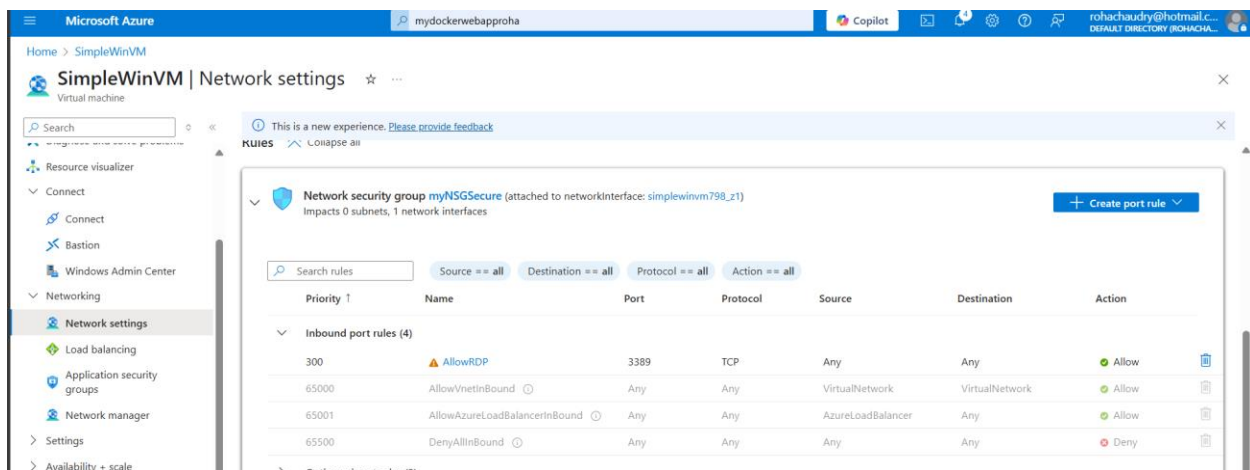 Microsoft Azure
mydockerwebapproha
Copilot
4
rohachaudry@hotmail.c...
DEFAULT DIRECTORY (ROHACHA...
Home > SimpleWinVM
SimpleWinVM | Network settings
Virtual machine
Search
This is a new experience. Please provide feedback
Diagnose and solve problems
Rules Collapse all
Resource visualizer
Connect
Connect
Bastion
Windows Admin Center
Networking
Network settings
Load balancing
Application security
groups
Network manager
Settings
Availability + scale
Network security group myNSGSecure (attached to networkInterface: simplewinvm798_z1)
Impacts 0 subnets, 1 network interfaces
+ Create port rule
Search rules Source == all Destination == all Protocol == all Action == all
Priority ↑ Name Port Protocol Source Destination Action
Inbound port rules (4)
300 AllowRDP 3389 TCP Any Any Allow
65000 AllowVnetInBound Any Any VirtualNetwork VirtualNetwork Allow
65001 AllowAzureLoadBalancerInBound Any Any AzureLoadBalancer Any Allow
65500 DenyAllInBound Any Any Any Any Deny